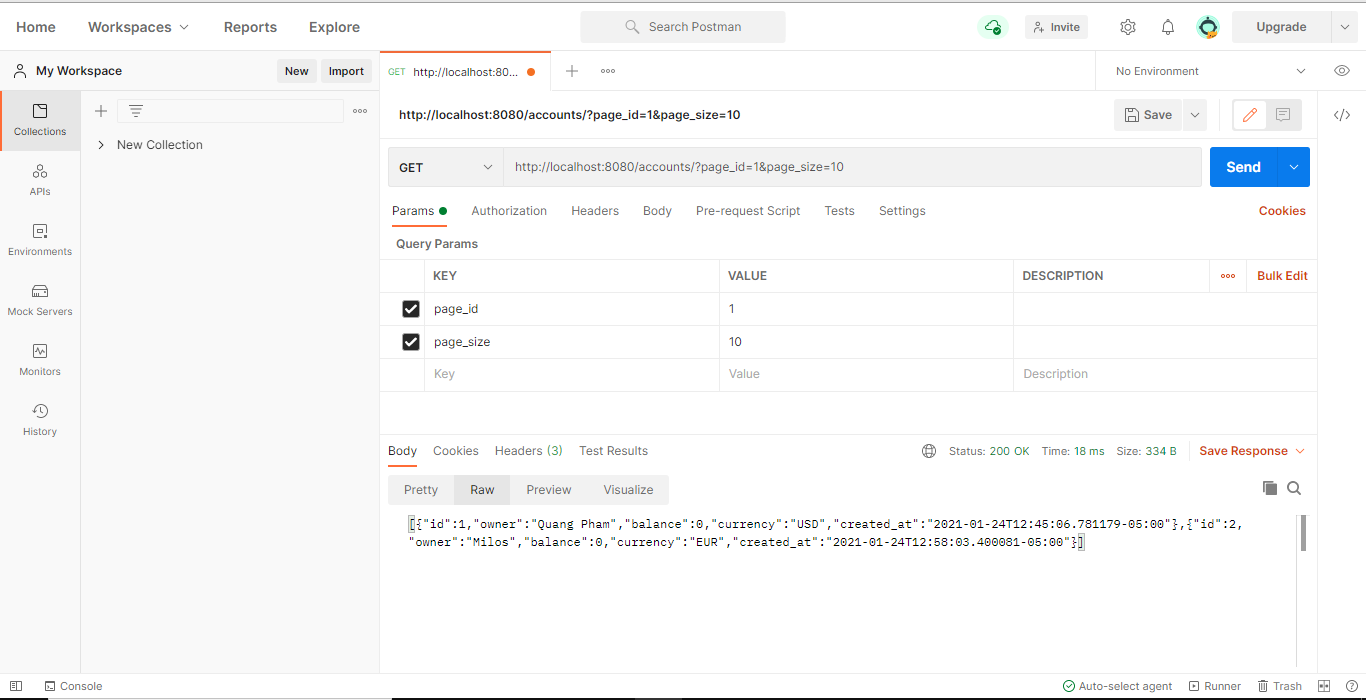 Home Workspaces Reports Explore Search Postman Invite Upgrade
My Workspace New Import GET http://localhost:80... No Environment
http://localhost:8080/accounts/?page_id=1&page_size=10 Save
Collections
New Collection
GET http://localhost:8080/accounts/?page_id=1&page_size=10 Send
APIs
Params Authorization Headers Body Pre-request Script Tests Settings Cookies
Environments
Query Params
KEY VALUE DESCRIPTION Bulk Edit
Mock Servers
page_id 1
page_size 10
Monitors
Key Value Description
History
Body Cookies Headers (3) Test Results Status: 200 OK Time: 18 ms Size: 334 B Save Response
Pretty Raw Preview Visualize
[{"id":1,"owner":"Quang Pham","balance":0,"currency":"USD","created_at":"2021-01-24T12:45:06.781179-05:00"},{"id":2,
"owner":"Milos","balance":0,"currency":"EUR","created_at":"2021-01-24T12:58:03.400081-05:00"}]
Console Auto-select agent Runner Trash